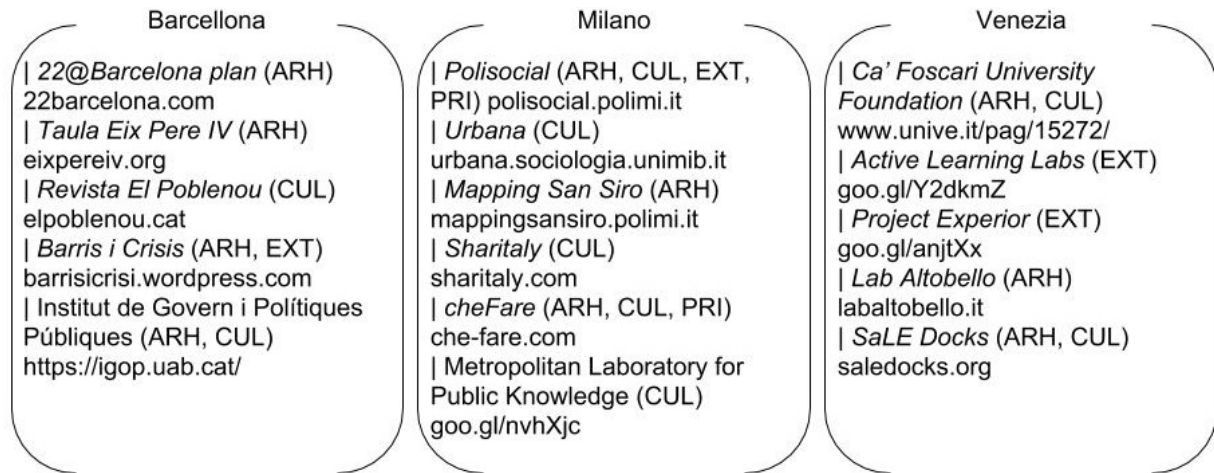 Barcellona
| 22@Barcelona plan (ARH)
22barcelona.com
| Taula Eix Pere IV (ARH)
eixpereiv.org
| Revista El Poblenou (CUL)
elpoblenou.cat
| Barris i Crisis (ARH, EXT)
barrisicrisi.wordpress.com
| Institut de Govern i Polítiques
Públiques (ARH, CUL)
https://igop.uab.cat/
Milano
| Polisocial (ARH, CUL, EXT,
PRI) polisocial.polimi.it
| Urbana (CUL)
urbana.sociologia.unimib.it
| Mapping San Siro (ARH)
mappingsansiro.polimi.it
| Sharitaly (CUL)
sharitaly.com
| cheFare (ARH, CUL, PRI)
che-fare.com
| Metropolitan Laboratory for
Public Knowledge (CUL)
goo.gl/nvhXjc
Venezia
| Ca' Foscari University
Foundation (ARH, CUL)
www.unive.it/pag/15272/
| Active Learning Labs (EXT)
goo.gl/Y2dkmZ
| Project Experior (EXT)
goo.gl/anjtXx
| Lab Altobello (ARH)
labaltobello.it
| SaLE Docks (ARH, CUL)
saledocks.org